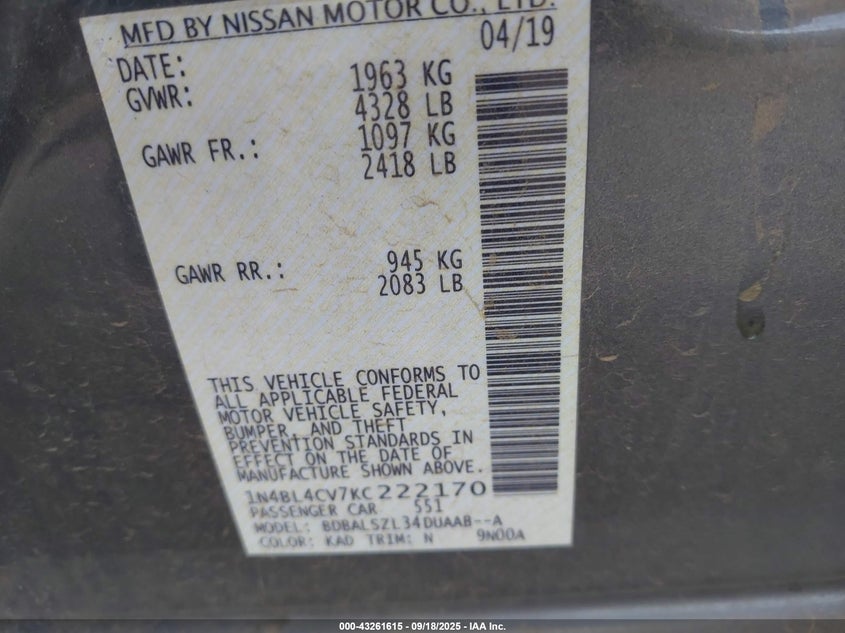 MFD BY NISSAN MOTOR CO., LTD.
DATE: 04/19
GVWR: 1963 KG
4328 LB
GAWR FR.: 1097 KG
2418 LB
GAWR RR.: 945 KG
2083 LB
THIS VEHICLE CONFORMS TO
ALL APPLICABLE FEDERAL
MOTOR VEHICLE SAFETY,
BUMPER, AND THEFT
PREVENTION STANDARDS IN
EFFECT ON THE DATE OF
MANUFACTURE SHOWN ABOVE.
1N4BL4CV7KC222170
PASSENGER CAR 551
MODEL: BDBALSZL34DUAAB--A
COLOR: KAD TRIM: N 9N00A
000-43261615 - 09/18/2025 - IAA Inc.